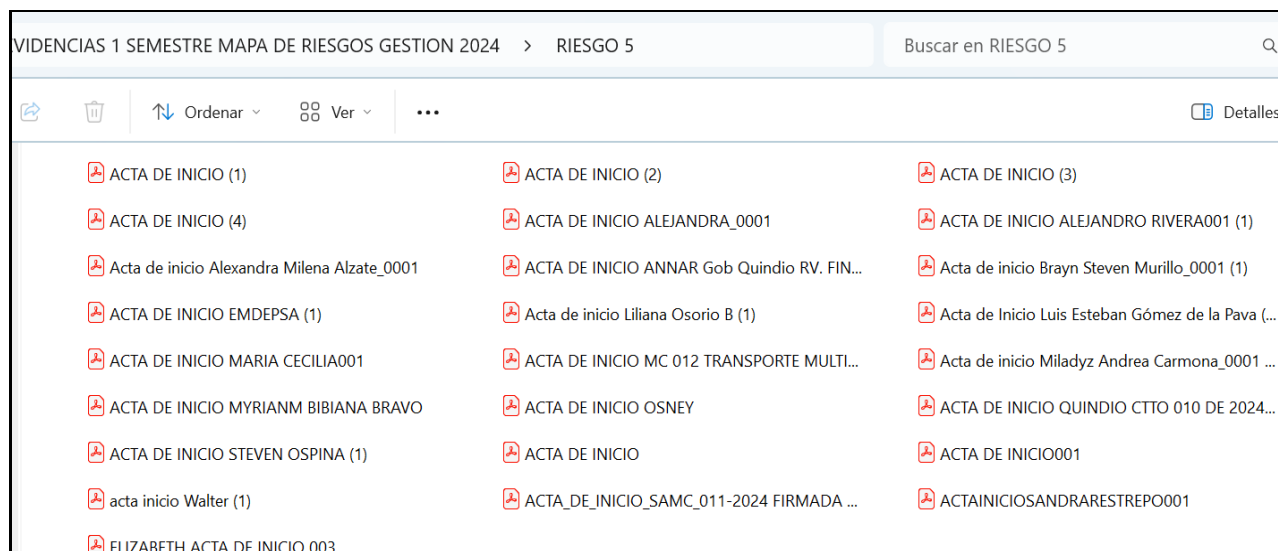 VIDENCIAS 1 SEMESTRE MAPA DE RIESGOS GESTION 2024 > RIESGO 5 Buscar en RIESGO 5
Ordenar Ver ... Detalles
ACTA DE INICIO (1) ACTA DE INICIO (2) ACTA DE INICIO (3)
ACTA DE INICIO (4) ACTA DE INICIO ALEJANDRA_0001 ACTA DE INICIO ALEJANDRO RIVERA001 (1)
Acta de inicio Alexandra Milena Alzate_0001 ACTA DE INICIO ANNAR Gob Quindio RV. FIN... Acta de inicio Brayn Steven Murillo_0001 (1)
ACTA DE INICIO EMDEPSA (1) Acta de inicio Liliana Osorio B (1) Acta de Inicio Luis Esteban Gómez de la Pava (...
ACTA DE INICIO MARIA CECILIA001 ACTA DE INICIO MC 012 TRANSPORTE MULTI... Acta de inicio Miladyz Andrea Carmona_0001 ...
ACTA DE INICIO MYRIANM BIBIANA BRAVO ACTA DE INICIO OSNEY ACTA DE INICIO QUINDIO CTTO 010 DE 2024...
ACTA DE INICIO STEVEN OSPINA (1) ACTA DE INICIO ACTA DE INICIO001
acta inicio Walter (1) ACTA_DE_INICIO_SAMC_011-2024 FIRMADA ... ACTAINICIOSANDRARESTREPO001
ELIZABETH ACTA DE INICIO 003